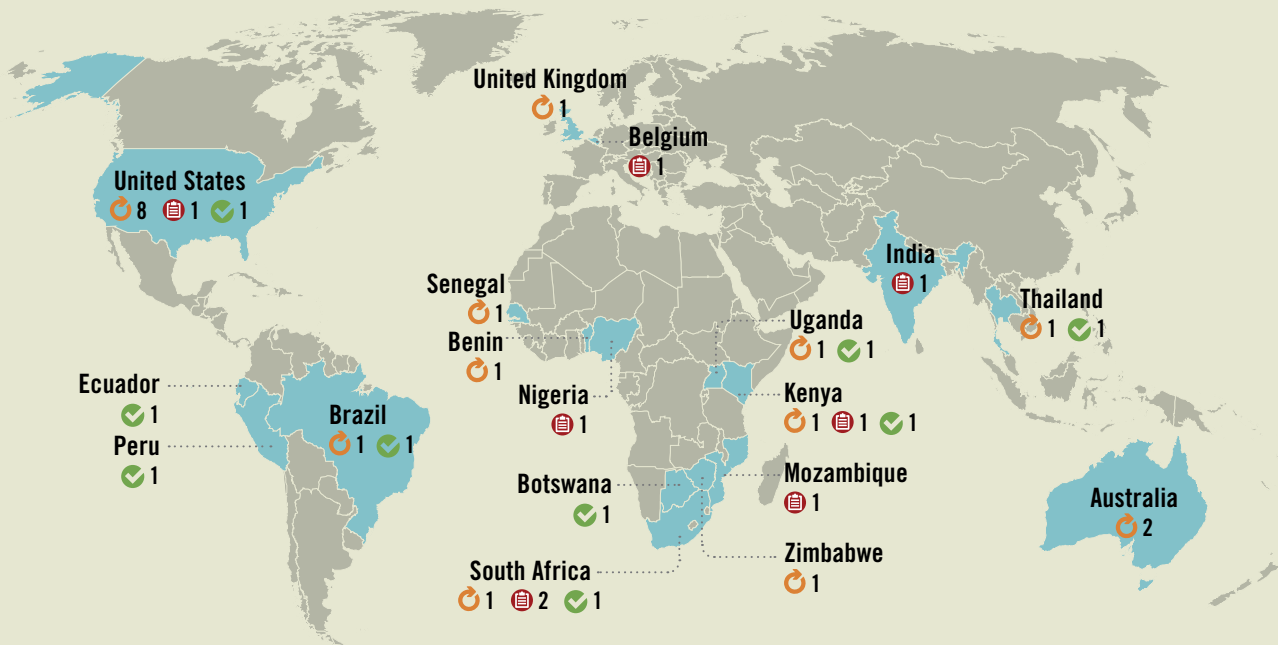 United Kingdom
1
Belgium
1
United States
8 1 1
India
1
Senegal
1
Thailand
1 1
Uganda
1 1
Benin
1
Ecuador
1
Nigeria
1
Kenya
1 1 1
Brazil
1 1
Peru
1
Mozambique
1
Botswana
1
Australia
2
Zimbabwe
1
South Africa
1 2 1